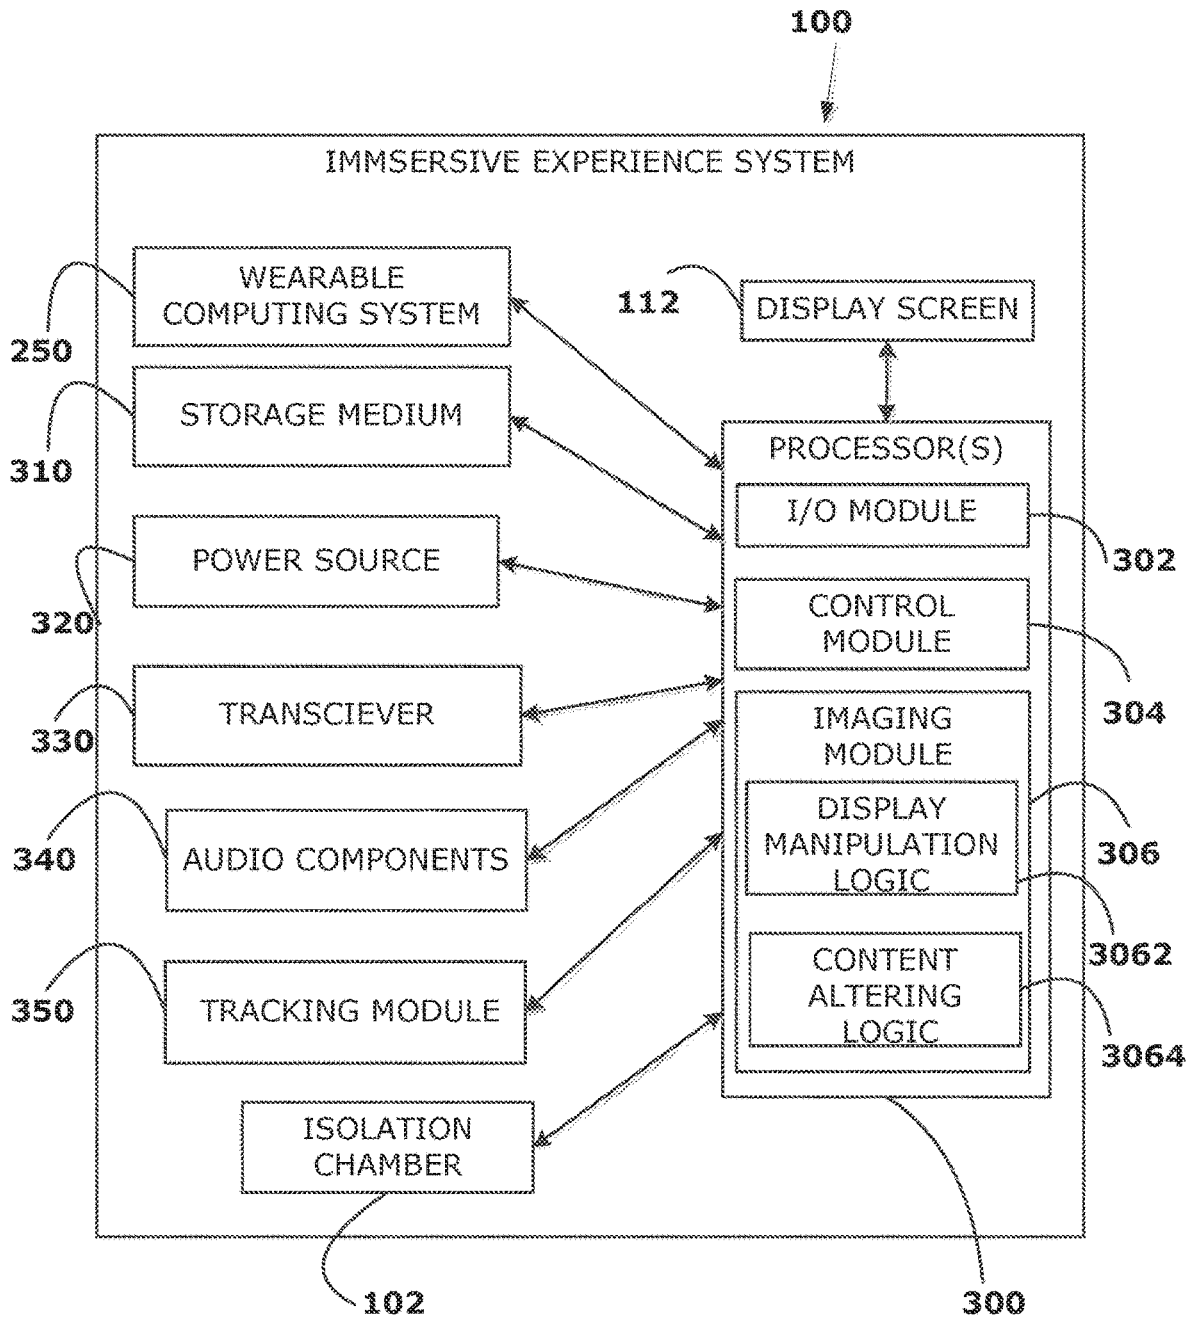 100
IMMSERSIVE EXPERIENCE SYSTEM
WEARABLE
COMPUTING SYSTEM
250
112
DISPLAY SCREEN
STORAGE MEDIUM
310
PROCESSOR(S)
I/O MODULE
302
POWER SOURCE
320
CONTROL
MODULE
304
TRANSCIEVER
330
IMAGING
MODULE
306
DISPLAY
MANIPULATION
LOGIC
3062
AUDIO COMPONENTS
340
CONTENT
ALTERING
LOGIC
3064
TRACKING MODULE
350
ISOLATION
CHAMBER
102
300